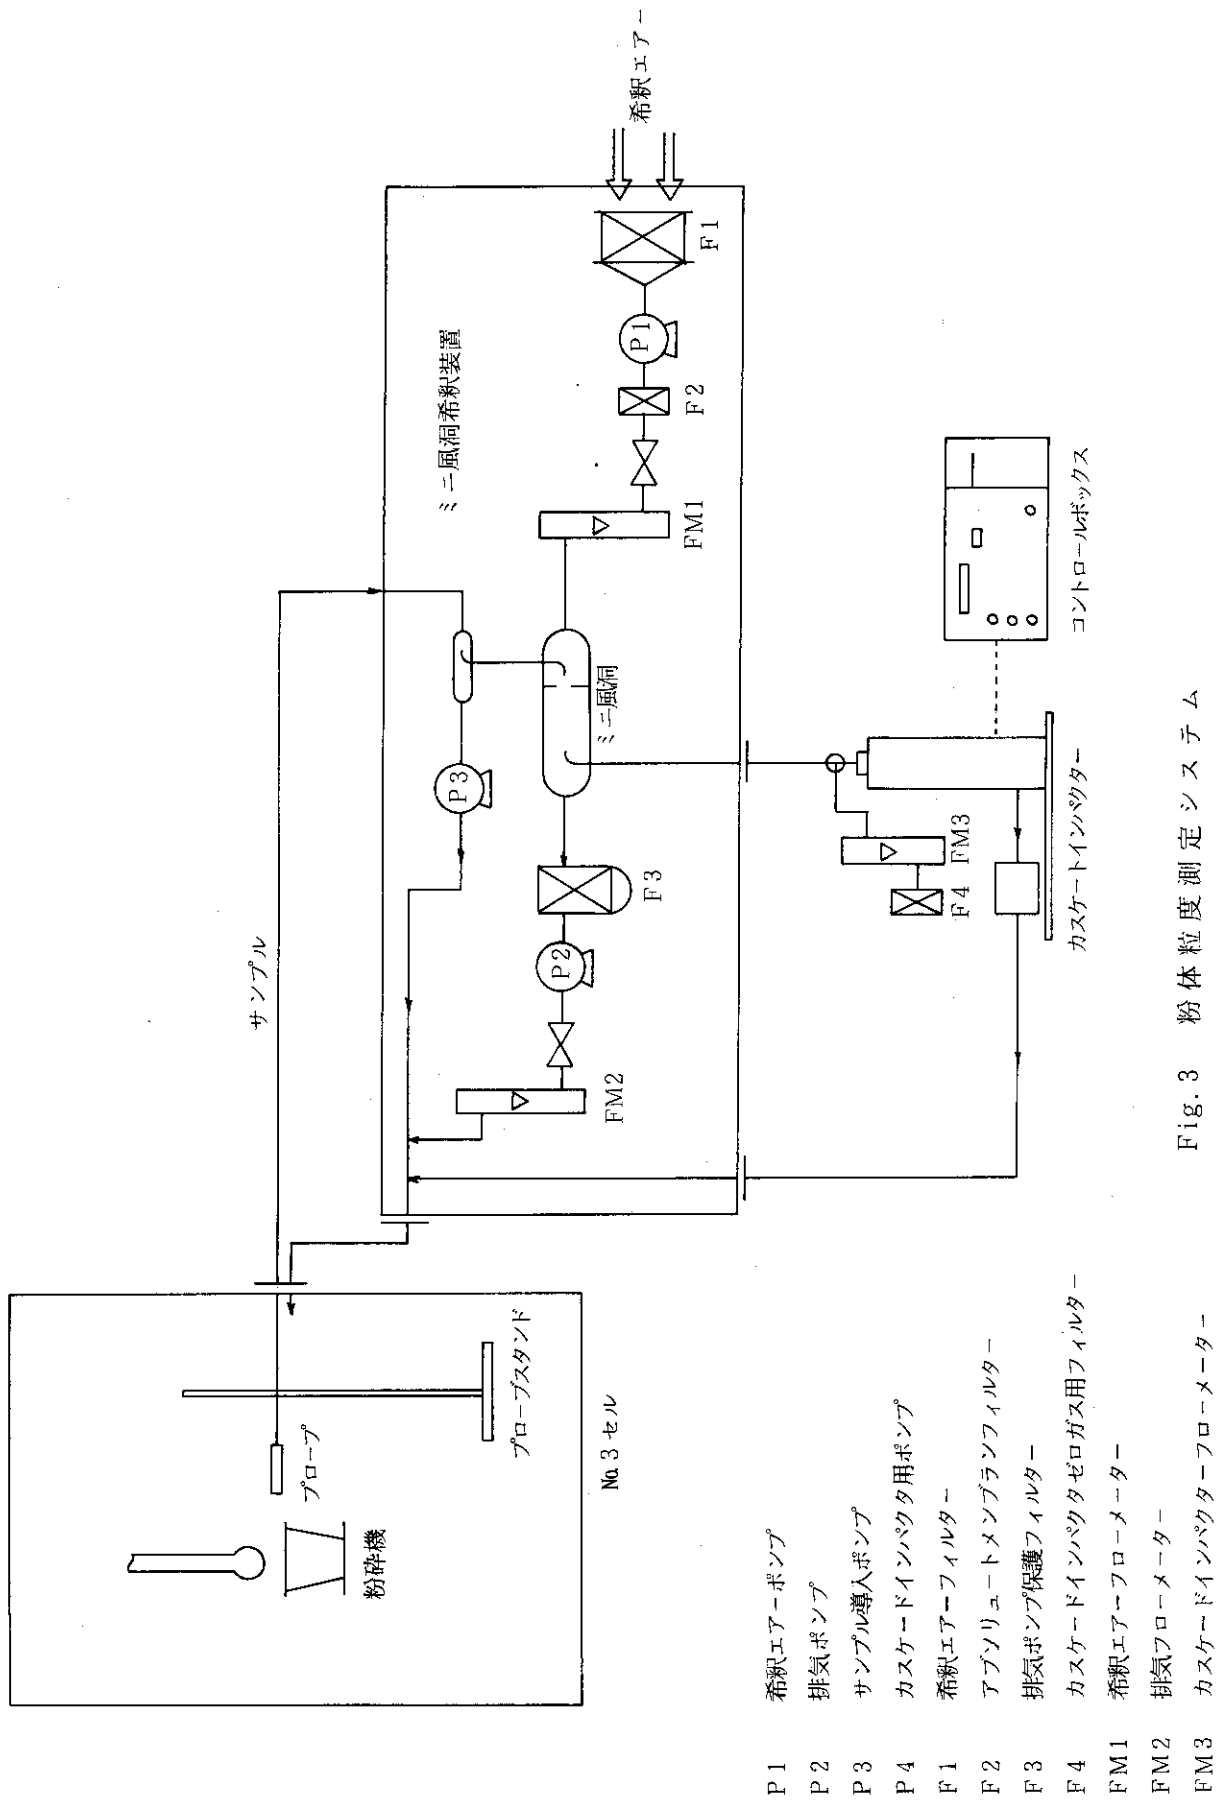 希釈エアー
ミニ風洞希釈装置
サンプル
F1
P1
F2
FM1
ミニ風洞
P3
F3
P2
FM2
コントロールボックス
カスケートインパクター
FM3
F4
プローブスタンド
プローブ
粉砕機
No.3セル
P1 希釈エアーポンプ
P2 排気ポンプ
P3 サンプル導入ポンプ
P4 カスケードインパクタ用ポンプ
F1 希釈エアーフィルター
F2 アブソリュートメンブランフィルター
F3 排気ポンプ保護フィルター
F4 カスケードインパクタゼロガス用フィルター
FM1 希釈エアーフローメーター
FM2 排気フローメーター
FM3 カスケードインパクターフローメーター
Fig.3 粉体粒度測定システム